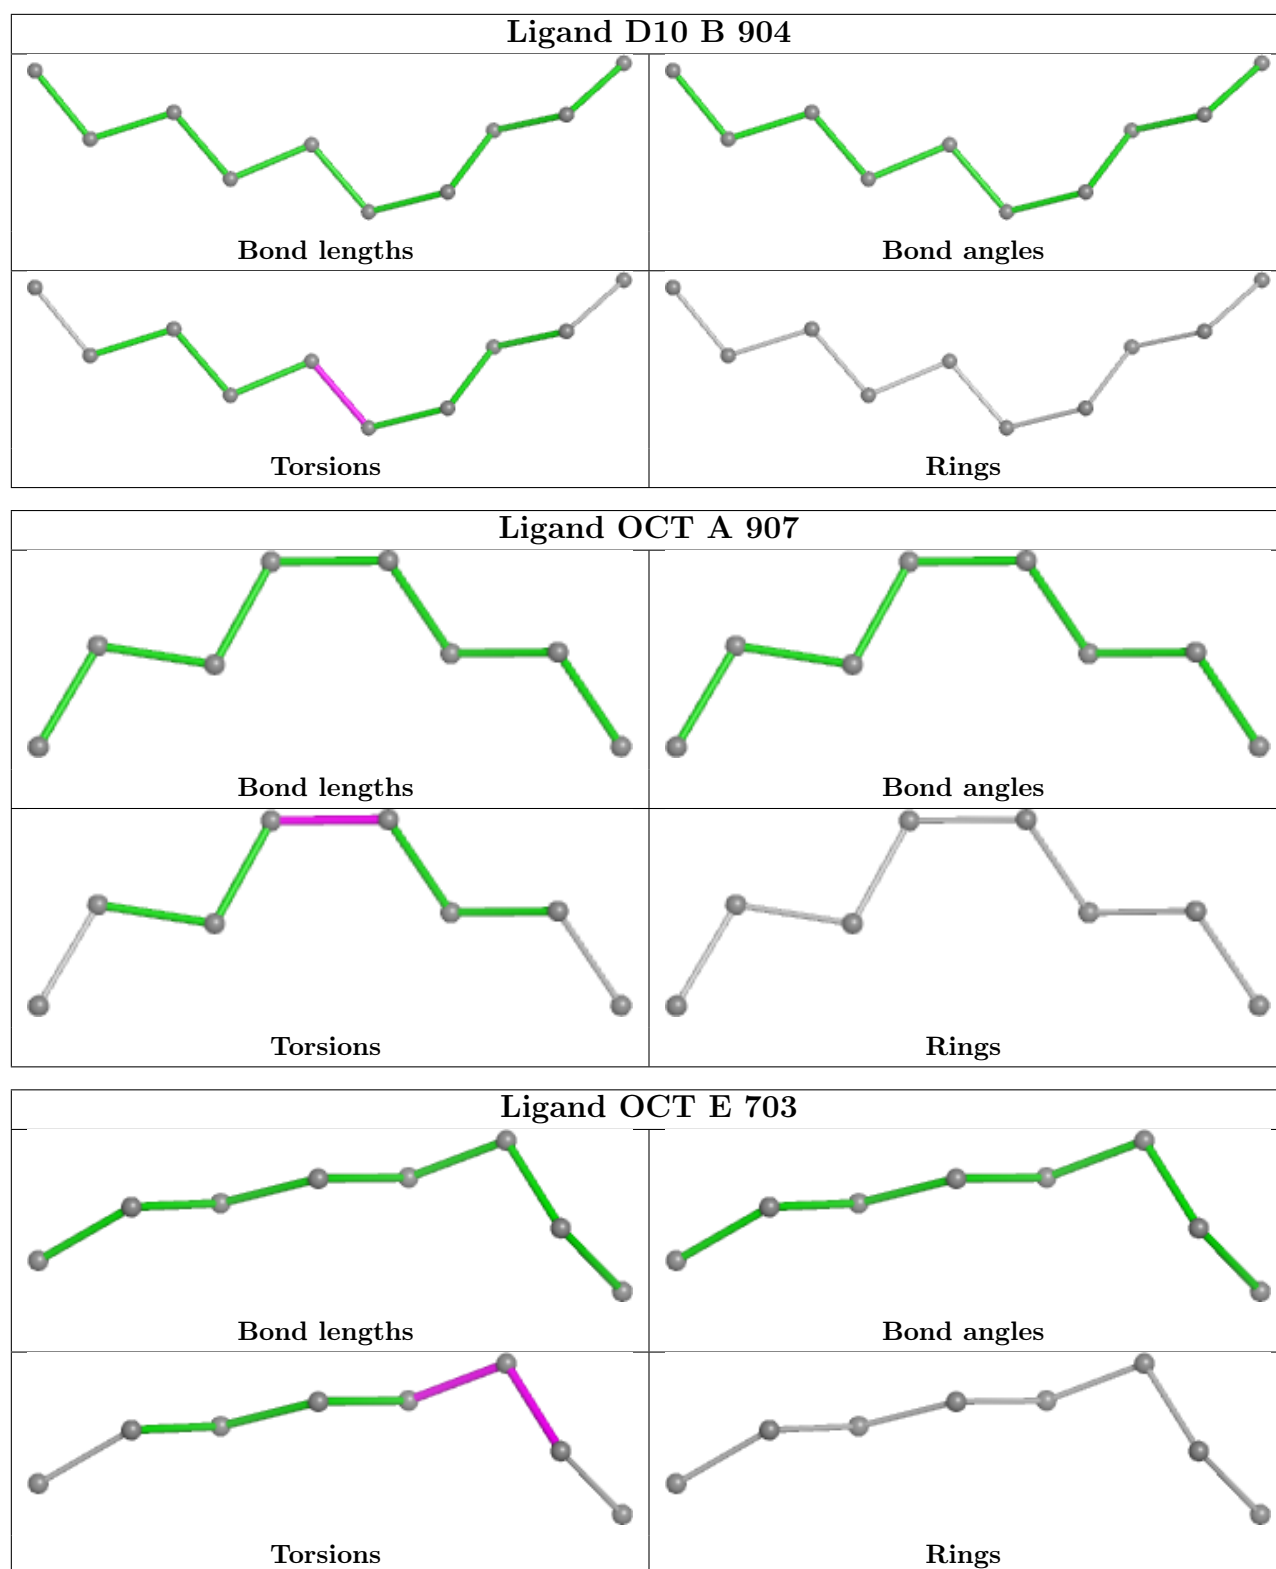 Ligand D10 B 904
Bond lengths
Bond angles
Torsions
Rings
Ligand OCT A 907
Bond lengths
Bond angles
Torsions
Rings
Ligand OCT E 703
Bond lengths
Bond angles
Torsions
Rings